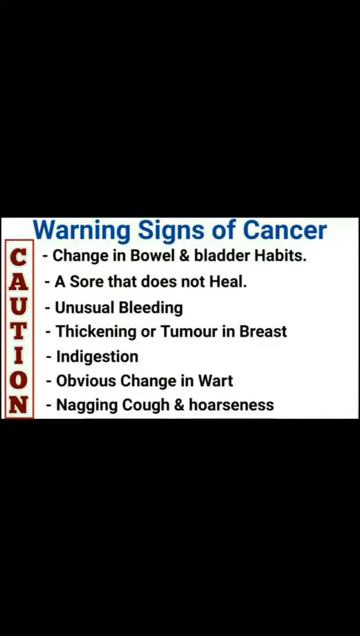 Warning Signs of Cancer
C - Change in Bowel & bladder Habits.
A - A Sore that does not Heal.
U - Unusual Bleeding
T - Thickening or Tumour in Breast
I - Indigestion
O - Obvious Change in Wart
N - Nagging Cough & hoarseness